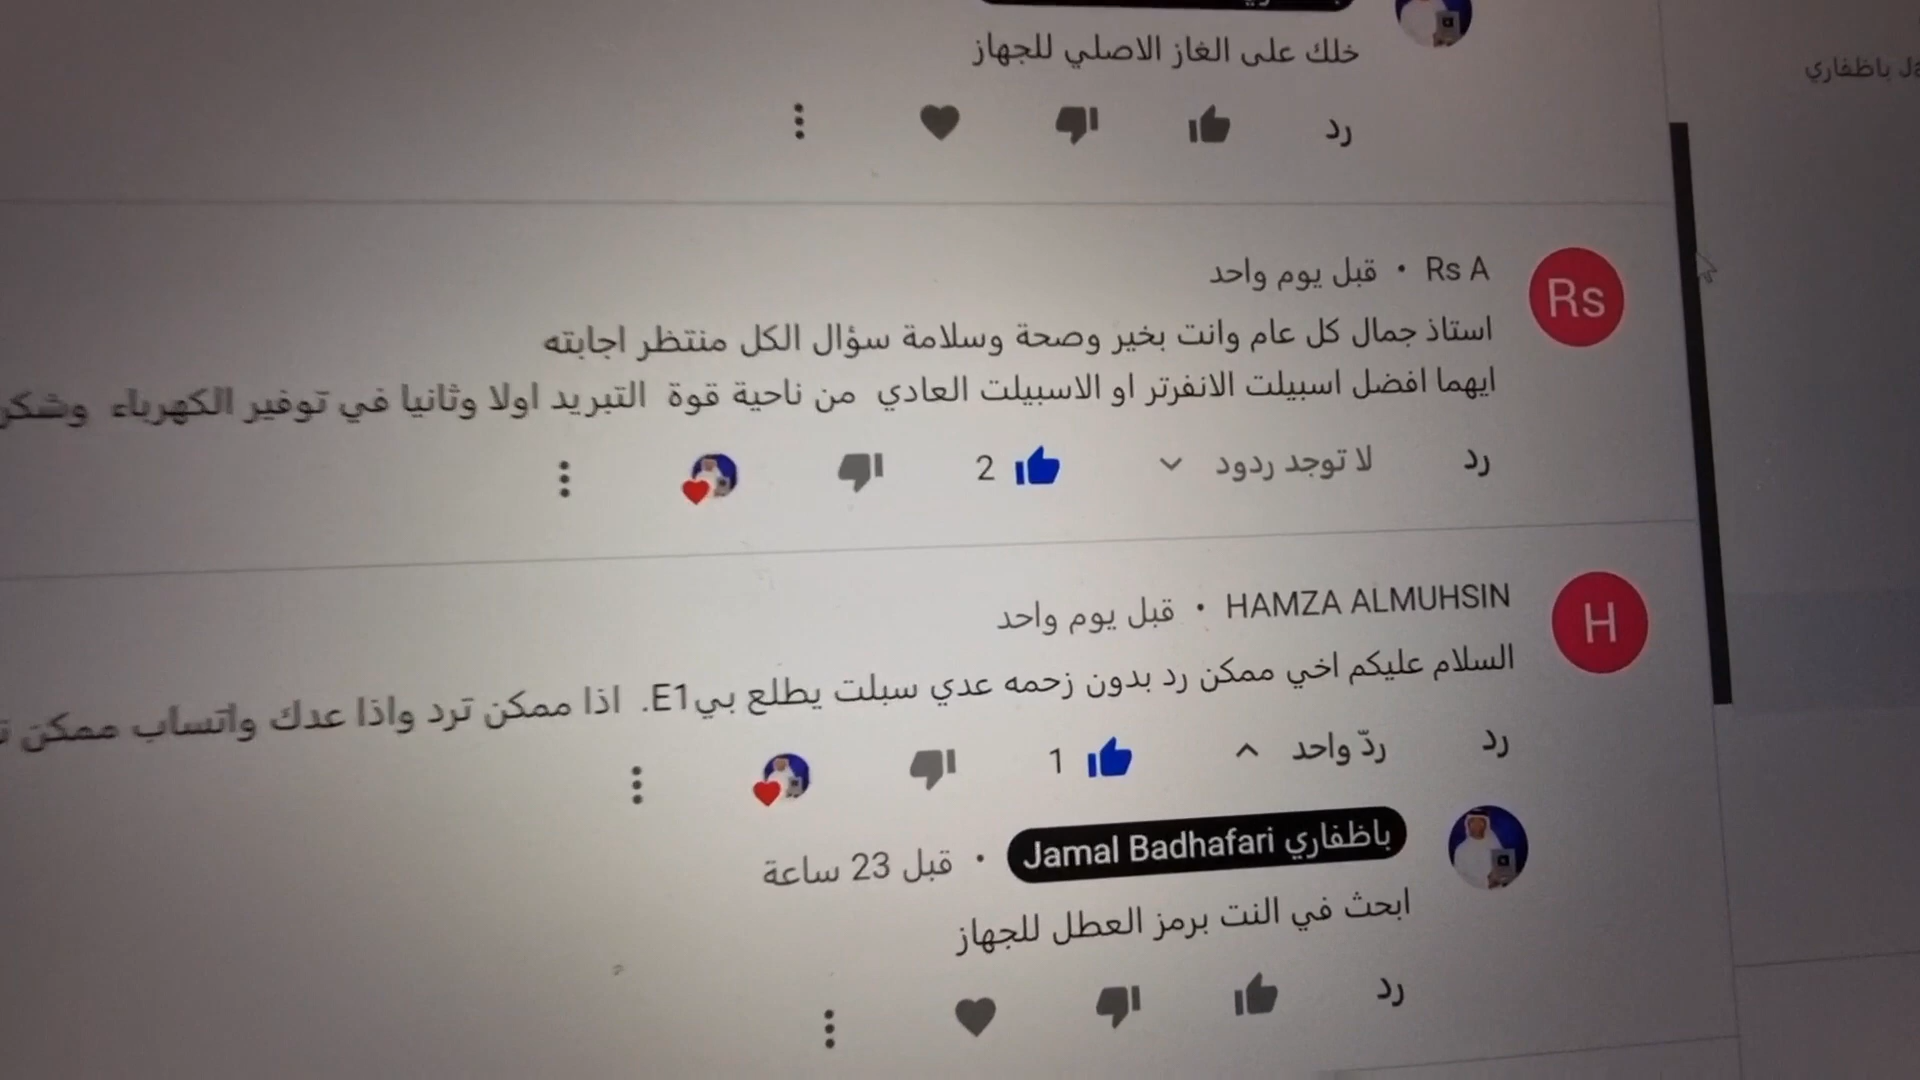 خلك على الغاز الاصلي للجهاز
رد
باظفاري
Rs
Rs A • قبل يوم واحد
استاذ جمال كل عام وانت بخير وصحة وسلامة سؤال الكل منتظر اجابته
ايهما افضل اسبيلت الانفرتر او الاسبيلت العادي من ناحية قوة التبريد اولا وثانيا في توفير الكهرباء
رد لا توجد ردود 2
H
HAMZA ALMUHSIN • قبل يوم واحد
السلام عليكم اخي ممكن رد بدون زحمه عدي سبلت يطلع بيE1. اذا ممكن ترد واذا عدك واتساب ممكن
رد ردّ واحد 1
Jamal Badhafari باظفاري • قبل 23 ساعة
ابحث في النت برمز العطل للجهاز
رد